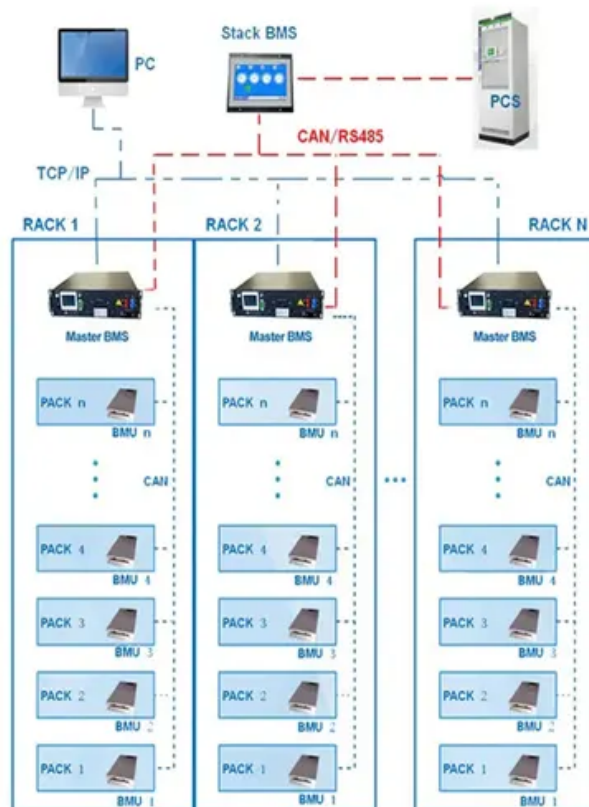 PC
Stack BMS
PCS
CAN/RS485
TCP/IP
RACK 1
RACK 2
RACK N
Master BMS
Master BMS
Master BMS
PACK n
BMU n
PACK n
BMU n
PACK n
BMU n
CAN
CAN
CAN
PACK 4
BMU 4
PACK 4
BMU 4
PACK 4
BMU 4
PACK 3
BMU 3
PACK 3
BMU 3
PACK 3
BMU 3
PACK 2
BMU 2
PACK 2
BMU 2
PACK 2
BMU 2
PACK 1
BMU 1
PACK 1
BMU 1
PACK 1
BMU 1